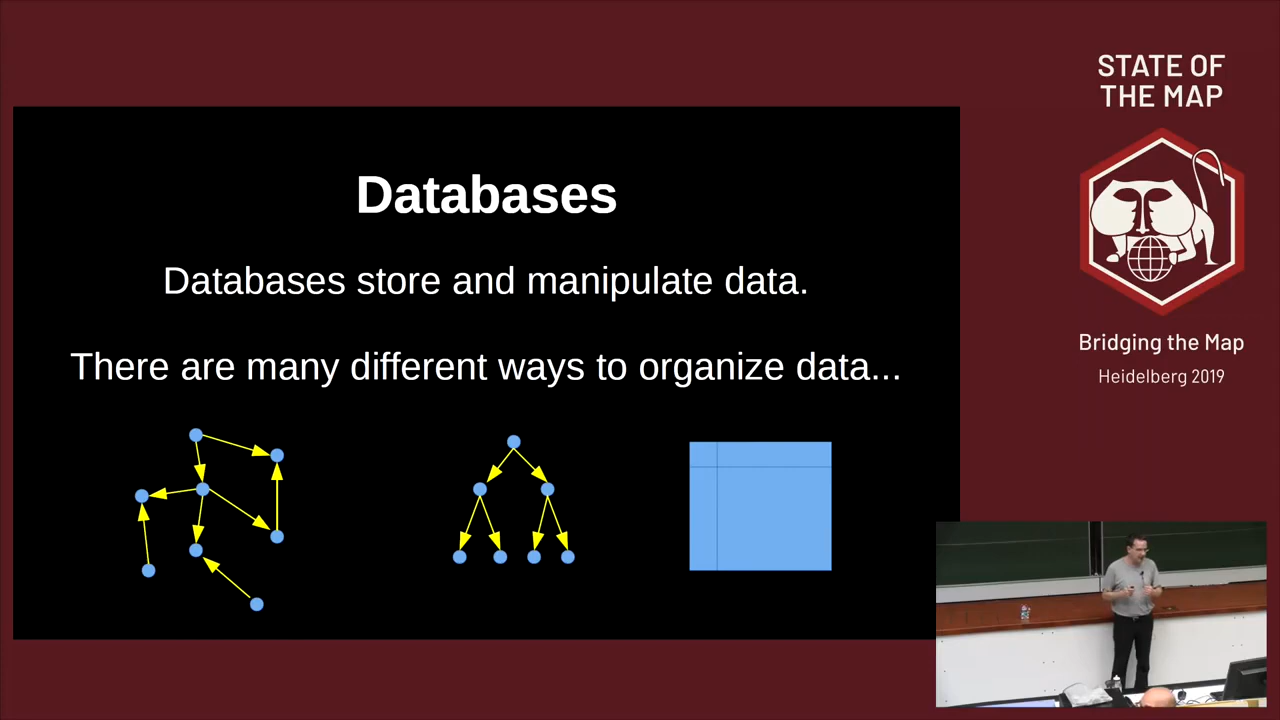 STATE OF
THE MAP
Databases
Databases store and manipulate data.
There are many different ways to organize data...
Bridging the Map
Heidelberg 2019